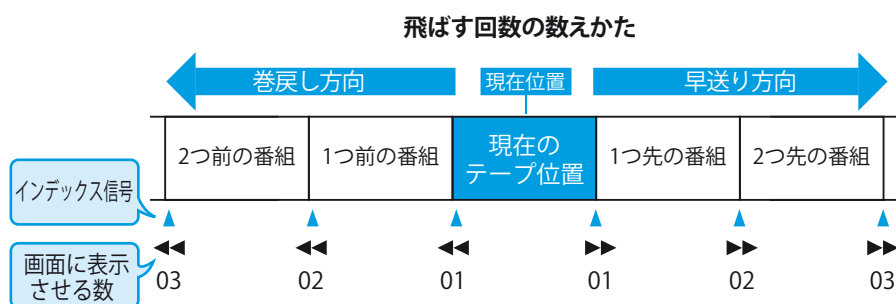 飛ばす回数の数えかた
巻戻し方向 現在位置 早送り方向
2つ前の番組 1つ前の番組 現在の
テープ位置 1つ先の番組 2つ先の番組
インデックス信号
画面に表示
させる数
03 02 01 01 02 03